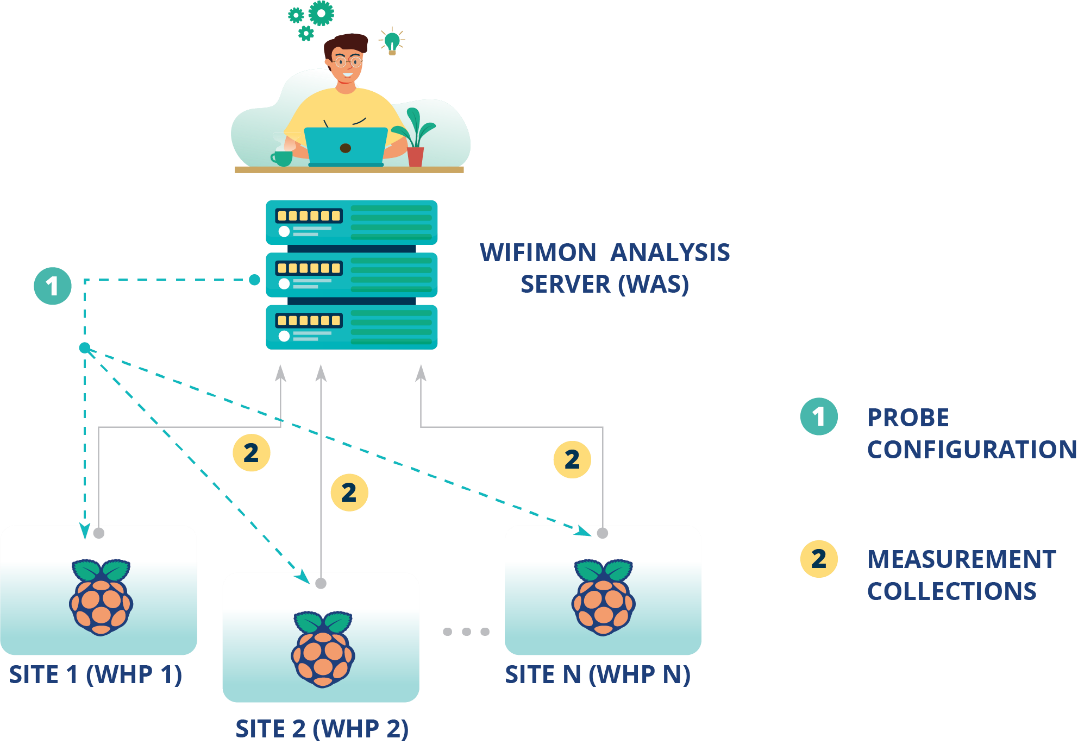 WIFIMON ANALYSIS
SERVER (WAS)
1
2
2
2
1
PROBE
CONFIGURATION
2
MEASUREMENT
COLLECTIONS
SITE 1 (WHP 1)
SITE 2 (WHP 2)
SITE N (WHP N)